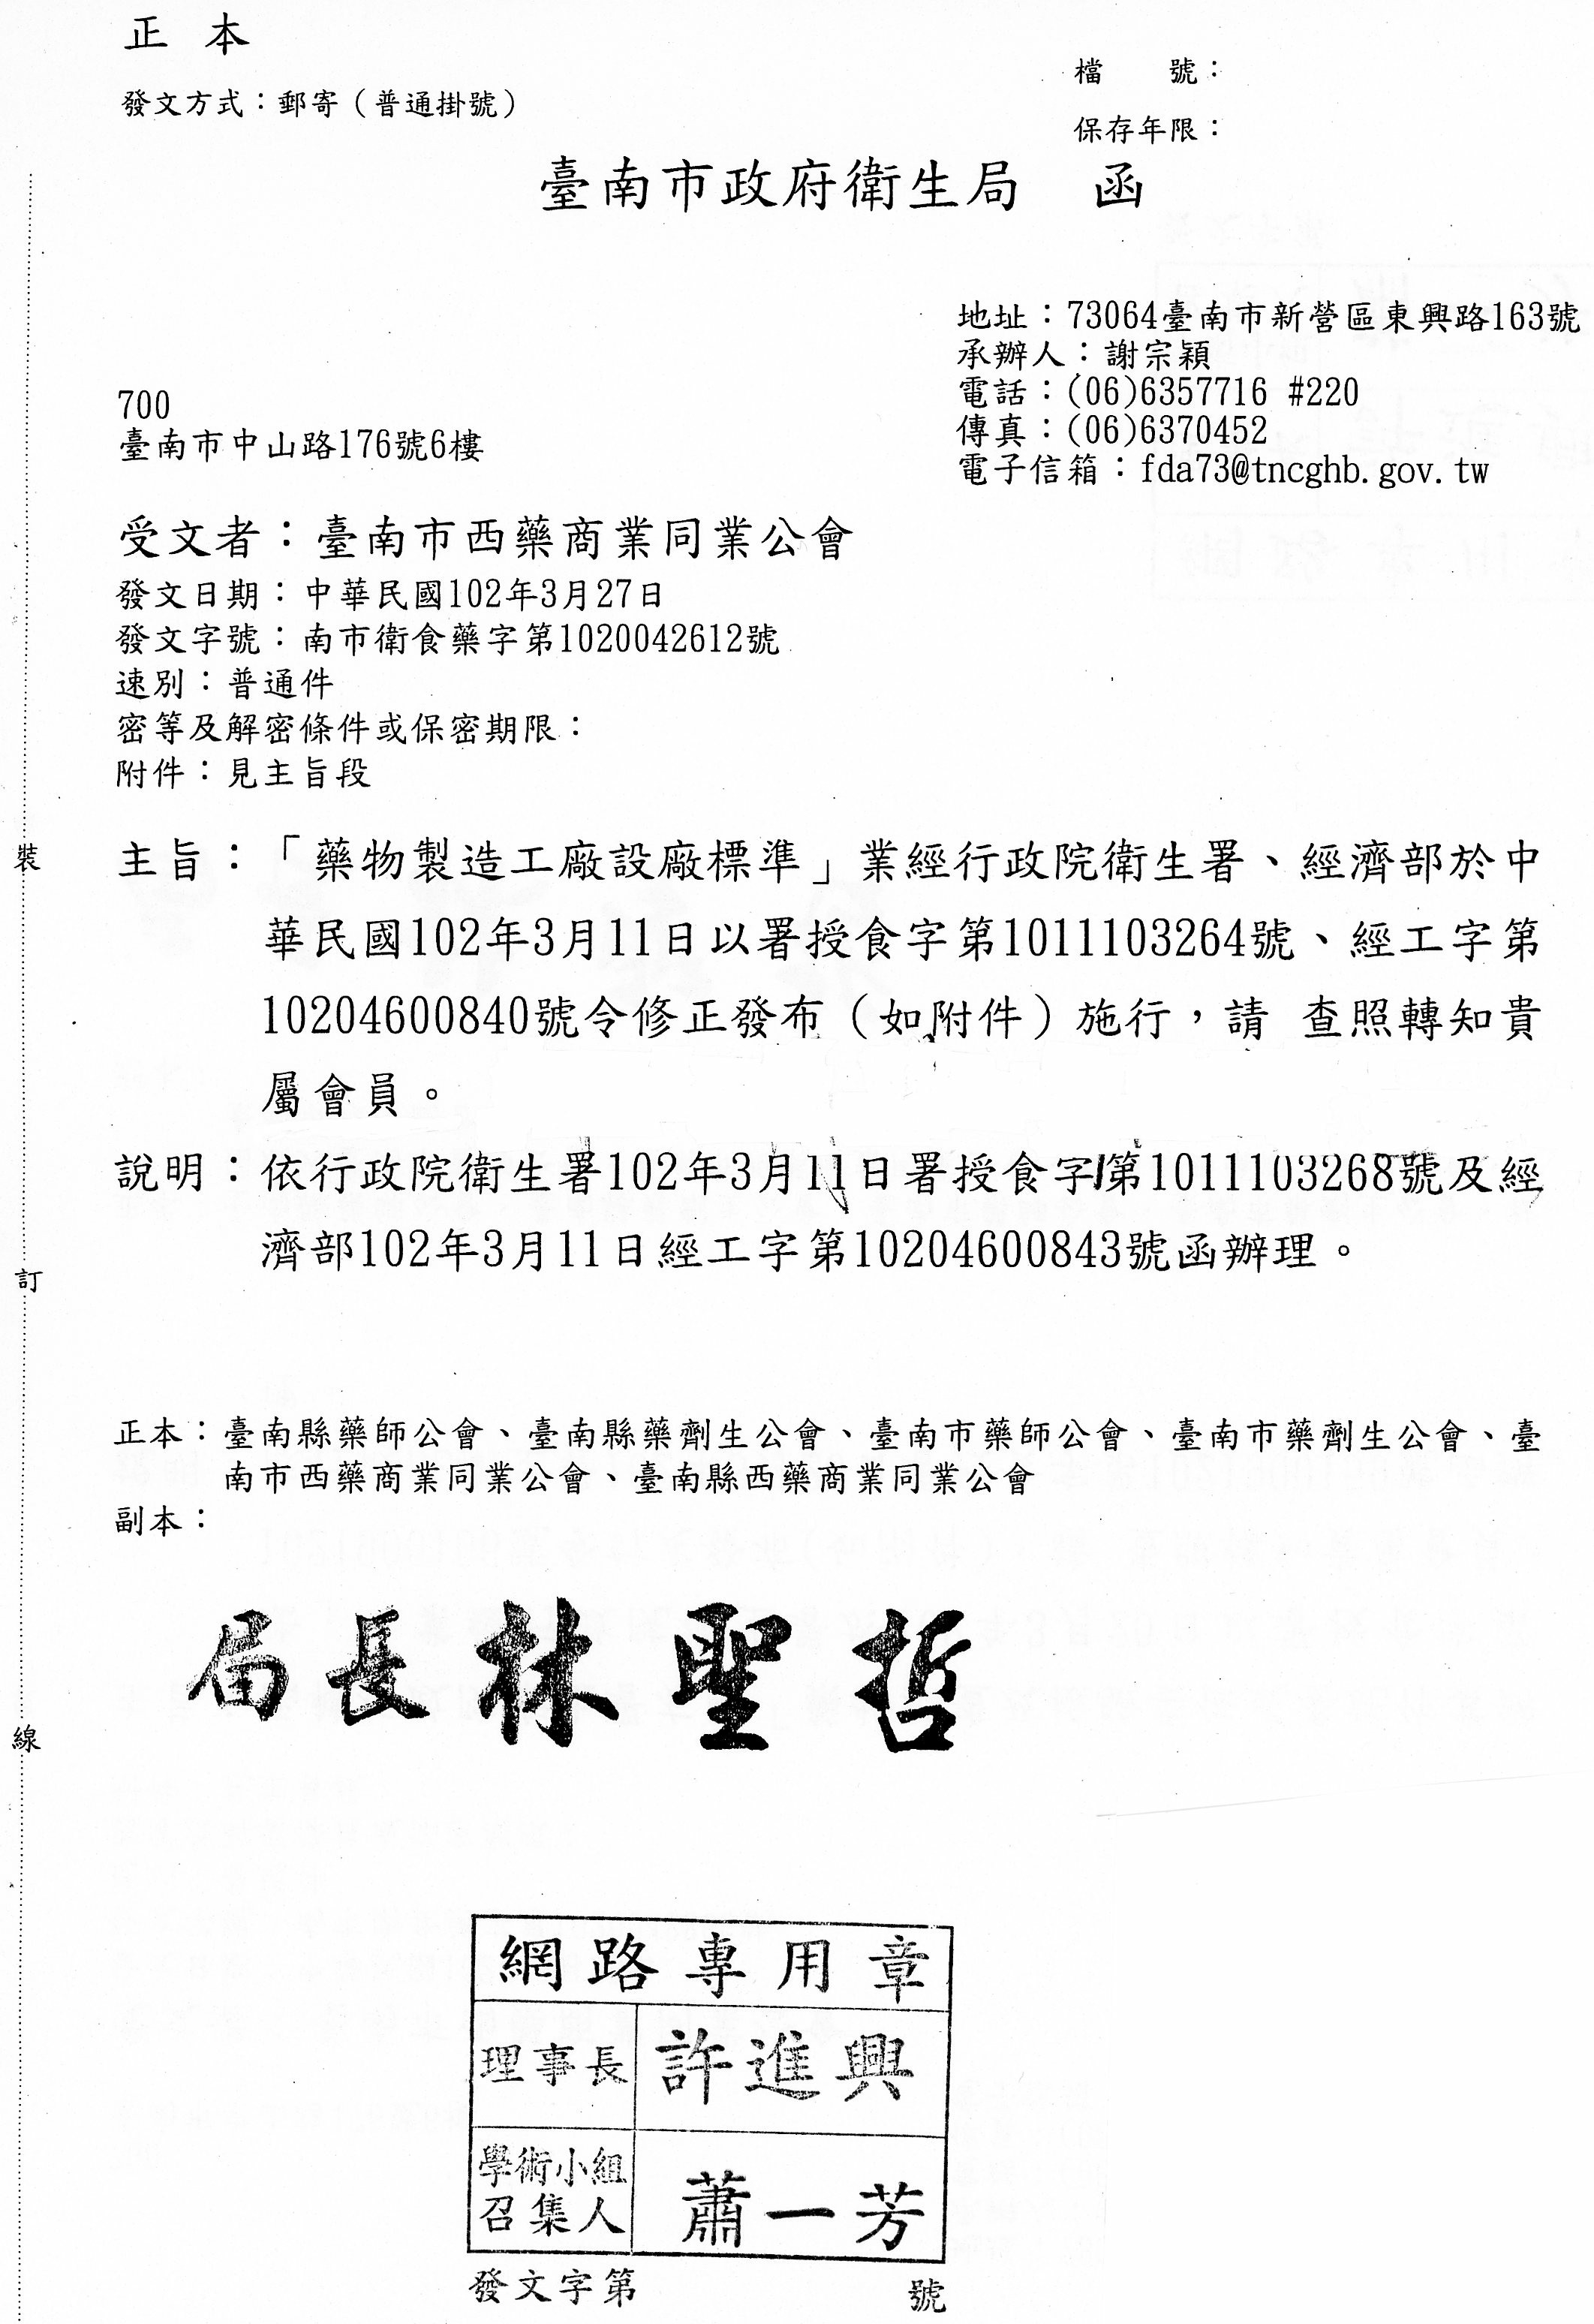 正本
發文方式：郵寄（普通掛號）
檔　　號：
保存年限：
臺南市政府衛生局　函
地址：73064臺南市新營區東興路163號
承辦人：謝宗穎
電話：(06)6357716 #220
傳真：(06)6370452
電子信箱：fda73@tncghb.gov.tw
700
臺南市中山路176號6樓
受文者：臺南市西藥商業同業公會
發文日期：中華民國102年3月27日
發文字號：南市衛食藥字第1020042612號
速別：普通件
密等及解密條件或保密期限：
附件：見主旨段
主旨：「藥物製造工廠設廠標準」業經行政院衛生署、經濟部於中
華民國102年3月11日以署授食字第1011103264號、經工字第
10204600840號令修正發布（如附件）施行，請 查照轉知貴
屬會員。
說明：依行政院衛生署102年3月11日署授食字第1011103268號及經
濟部102年3月11日經工字第10204600843號函辦理。
正本：臺南縣藥師公會、臺南縣藥劑生公會、臺南市藥師公會、臺南市藥劑生公會、臺
南市西藥商業同業公會、臺南縣西藥商業同業公會
副本：
局長林聖哲
網路專用章
理事長 許進興
學術小組
召集人 蕭一芳
發文字第　　　　號
裝
訂
線